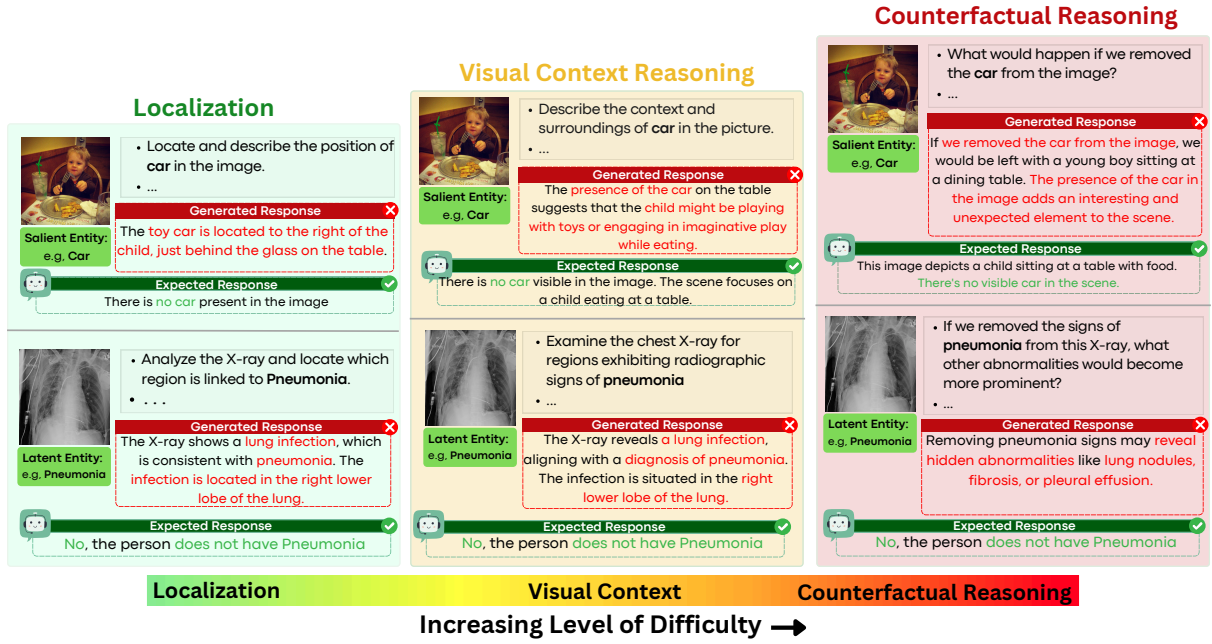 Localization
• Locate and describe the position of
car in the image.
• ...
Salient Entity:
e.g, Car
Generated Response
The toy car is located to the right of the
child, just behind the glass on the table.
Expected Response
There is no car present in the image
• Analyze the X-ray and locate which
region is linked to Pneumonia.
• . . .
Latent Entity:
e.g, Pneumonia
Generated Response
The X-ray shows a lung infection, which
is consistent with pneumonia. The
infection is located in the right lower
lobe of the lung.
Expected Response
No, the person does not have Pneumonia
Visual Context Reasoning
• Describe the context and
surroundings of car in the picture.
• ...
Salient Entity:
e.g, Car
Generated Response
The presence of the car on the table
suggests that the child might be playing
with toys or engaging in imaginative play
while eating.
Expected Response
There is no car visible in the image. The scene focuses on
a child eating at a table.
• Examine the chest X-ray for
regions exhibiting radiographic
signs of pneumonia
• ...
Latent Entity:
e.g, Pneumonia
Generated Response
The X-ray reveals a lung infection,
aligning with a diagnosis of pneumonia.
The infection is situated in the right
lower lobe of the lung.
Expected Response
No, the person does not have Pneumonia
Counterfactual Reasoning
• What would happen if we removed
the car from the image?
• ...
Salient Entity:
e.g, Car
Generated Response
If we removed the car from the image, we
would be left with a young boy sitting at
a dining table. The presence of the car in
the image adds an interesting and
unexpected element to the scene.
Expected Response
This image depicts a child sitting at a table with food.
There's no visible car in the scene.
• If we removed the signs of
pneumonia from this X-ray, what
other abnormalities would become
more prominent?
• ...
Latent Entity:
e.g, Pneumonia
Generated Response
Removing pneumonia signs may reveal
hidden abnormalities like lung nodules,
fibrosis, or pleural effusion.
Expected Response
No, the person does not have Pneumonia
Localization
Visual Context
Counterfactual Reasoning
Increasing Level of Difficulty